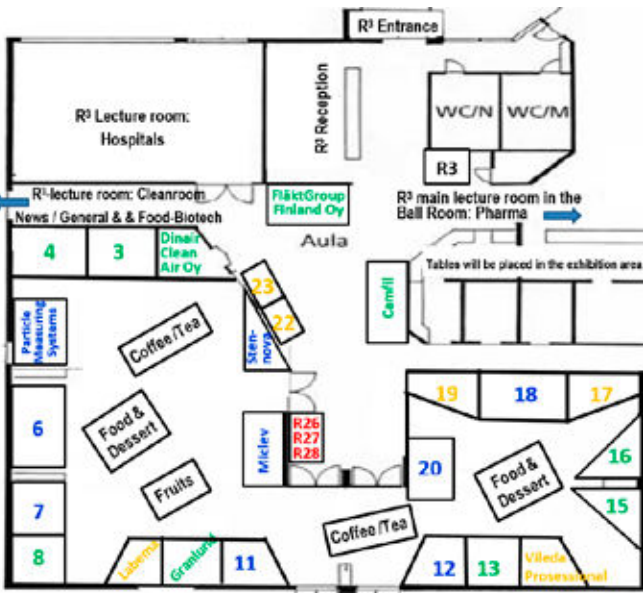 R³ Entrance
R³ Lecture room:
Hospitals
R³ Reception
WC/N
WC/M
R3
R³-lecture room: Cleanroom
News / General & & Food-Biotech
FläktGroup
Finland Oy
R³ main lecture room in the
Ball Room: Pharma
Aula
4
3
Dinair
Clean
Air Oy
Tables will be placed in the exhibition area
23
22
Camfil
Particle
Measuring
Systems
Coffee/Tea
Sten-
nova
19
18
17
6
Food &
Dessert
Miclev
R26
R27
R28
16
20
Food &
Dessert
7
Fruits
15
Coffee/Tea
8
Labema
Granlund
11
12
13
Vileda
Prosessional